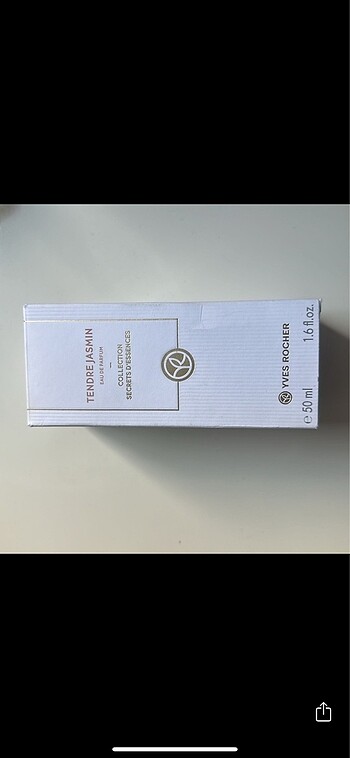 TENDRE JASMIN
EAU DE PARFUM
COLLECTION
SECRETS D'ESSENCES
YVES ROCHER
e 50 ml 1.6 fl.oz.